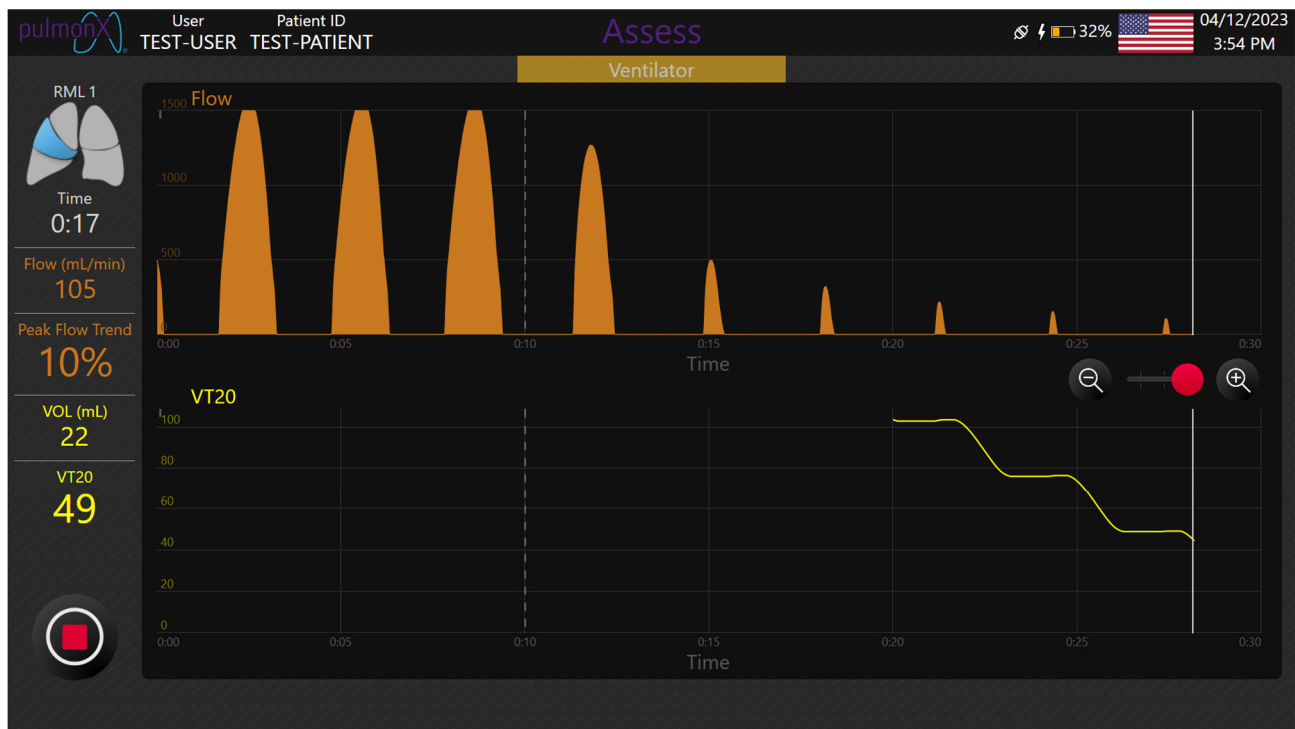 pulmonX
User
TEST-USER
Patient ID
TEST-PATIENT
Assess
32%
04/12/2023
3:54 PM
Ventilator
RML 1
Time
0:17
Flow (mL/min)
105
Peak Flow Trend
10%
VOL (mL)
22
VT20
49
Flow
1500
1000
500
0
0:00 0:05 0:10 0:15 0:20 0:25 0:30
Time
VT20
100
80
60
40
20
0
0:00 0:05 0:10 0:15 0:20 0:25 0:30
Time